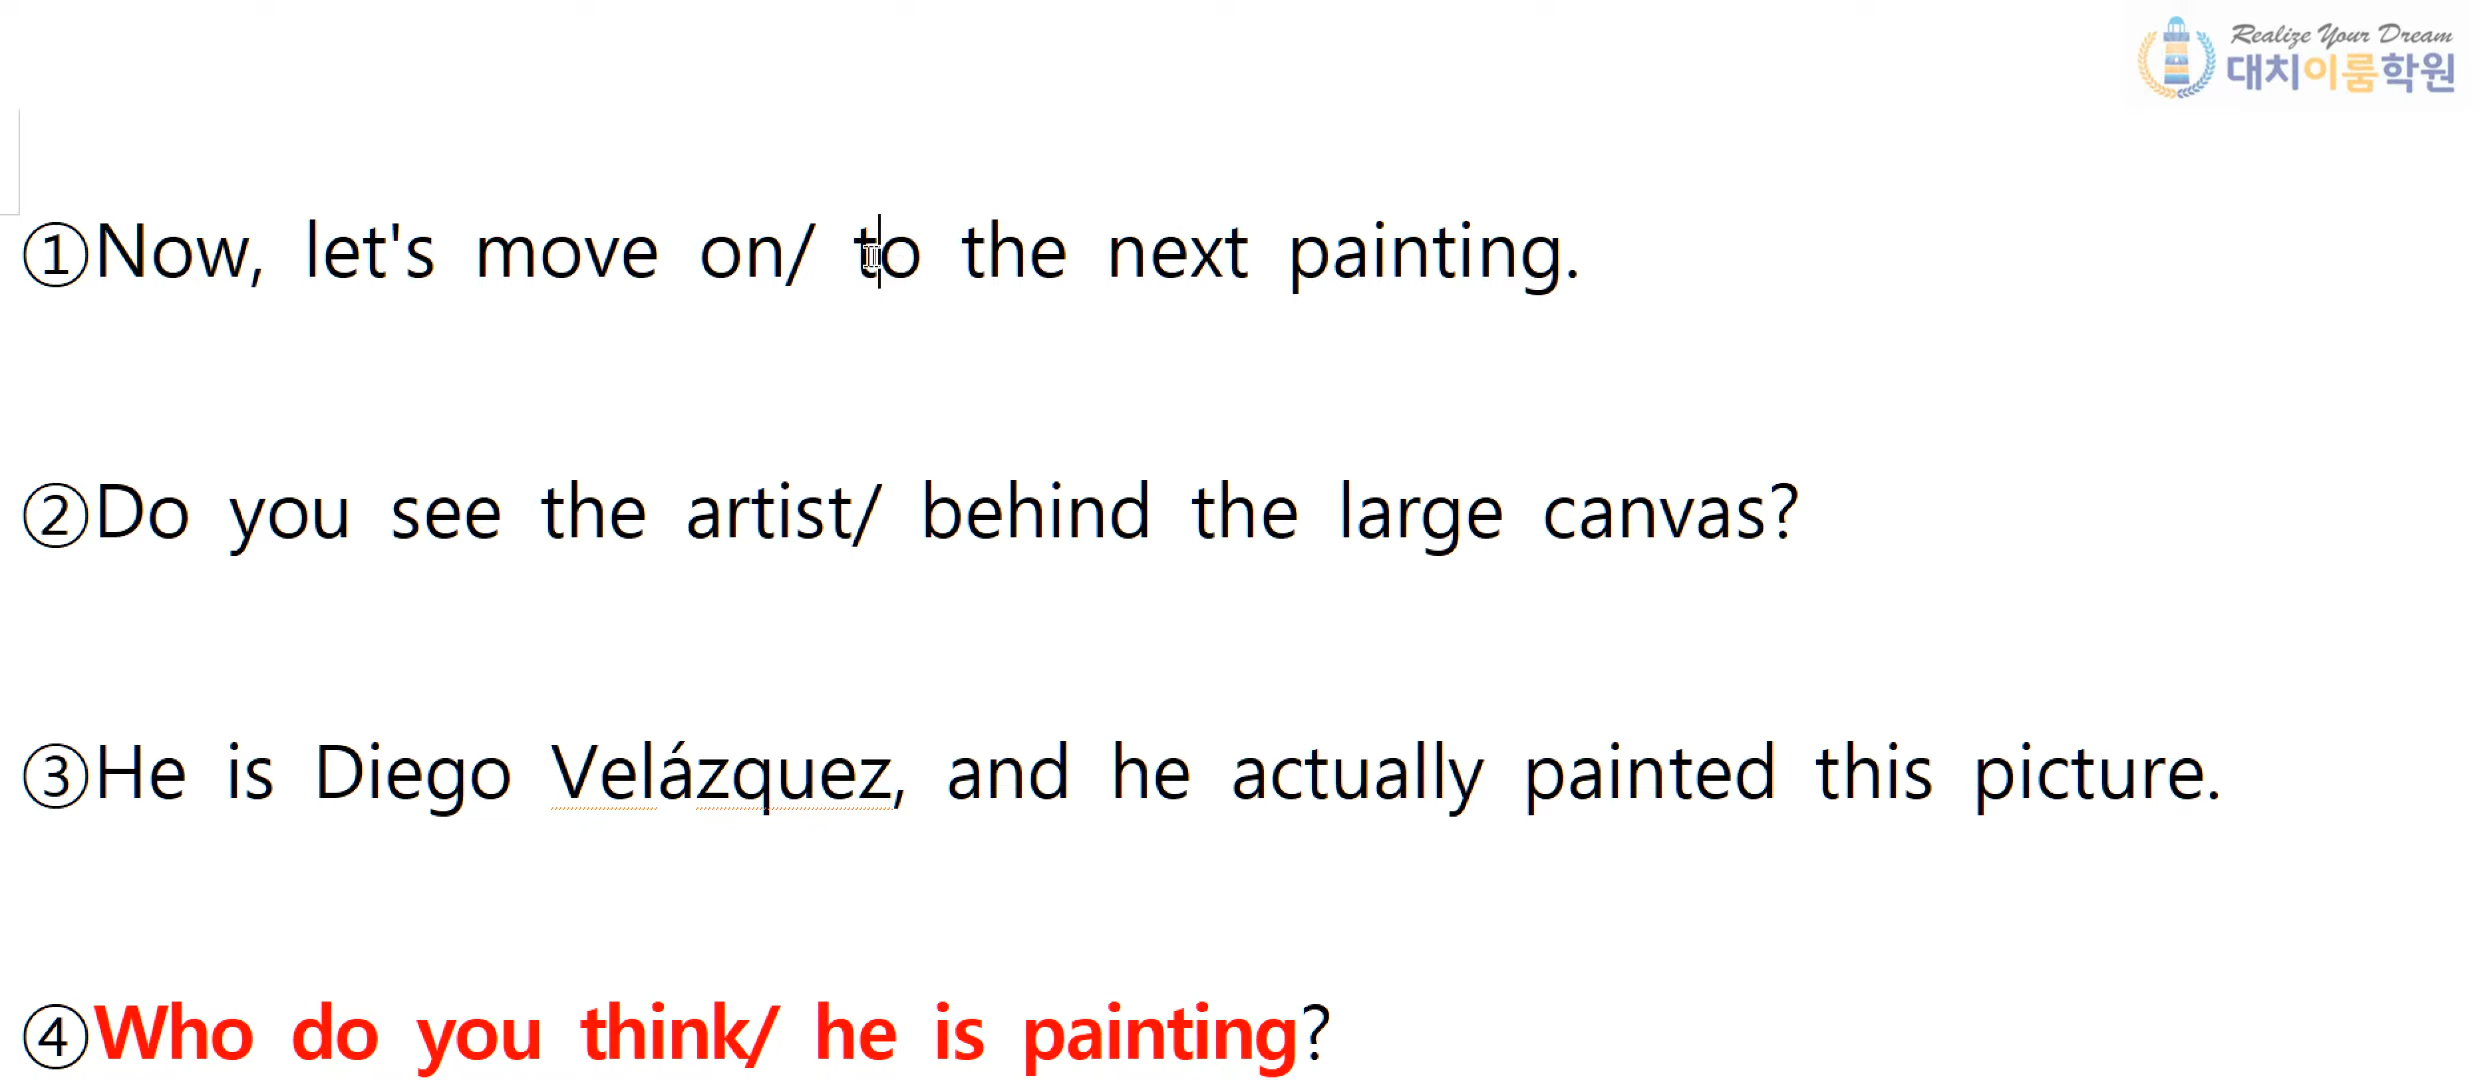 Realize Your Dream
대치이룸학원
①Now, let's move on/ to the next painting.
②Do you see the artist/ behind the large canvas?
③He is Diego Velázquez, and he actually painted this picture.
④Who do you think/ he is painting?